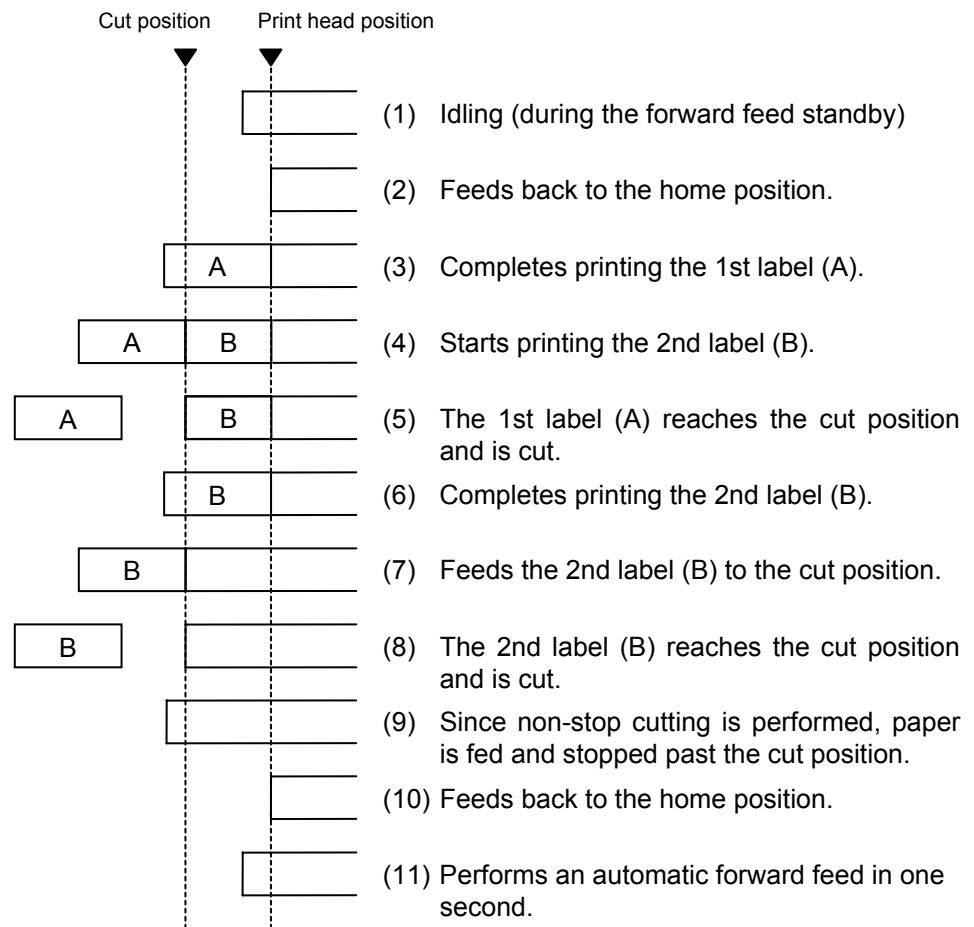 Cut position Print head position
(1) Idling (during the forward feed standby)
(2) Feeds back to the home position.
A (3) Completes printing the 1st label (A).
A B (4) Starts printing the 2nd label (B).
A B (5) The 1st label (A) reaches the cut position
and is cut.
B (6) Completes printing the 2nd label (B).
B (7) Feeds the 2nd label (B) to the cut position.
B (8) The 2nd label (B) reaches the cut position
and is cut.
(9) Since non-stop cutting is performed, paper
is fed and stopped past the cut position.
(10) Feeds back to the home position.
(11) Performs an automatic forward feed in one
second.